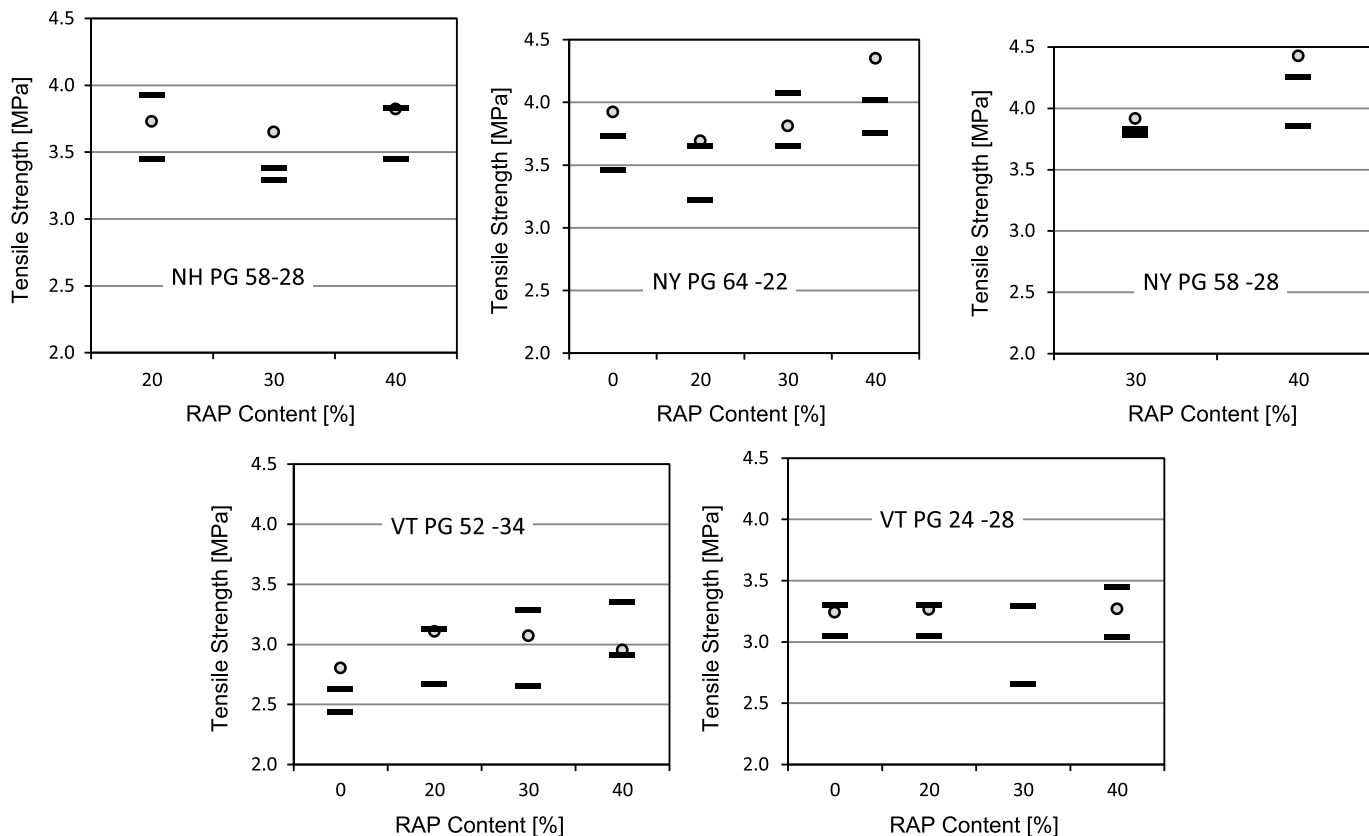 Tensile Strength [MPa]
4.5
4.0
3.5
3.0
2.5
2.0
NH PG 58-28
20 30 40
RAP Content [%]
Tensile Strength [MPa]
4.5
4.0
3.5
3.0
2.5
2.0
NY PG 64 -22
0 20 30 40
RAP Content [%]
Tensile Strength [MPa]
4.5
4.0
3.5
3.0
2.5
2.0
NY PG 58 -28
30 40
RAP Content [%]
Tensile Strength [MPa]
4.5
4.0
3.5
3.0
2.5
2.0
VT PG 52 -34
0 20 30 40
RAP Content [%]
Tensile Strength [MPa]
4.5
4.0
3.5
3.0
2.5
2.0
VT PG 24 -28
0 20 30 40
RAP Content [%]